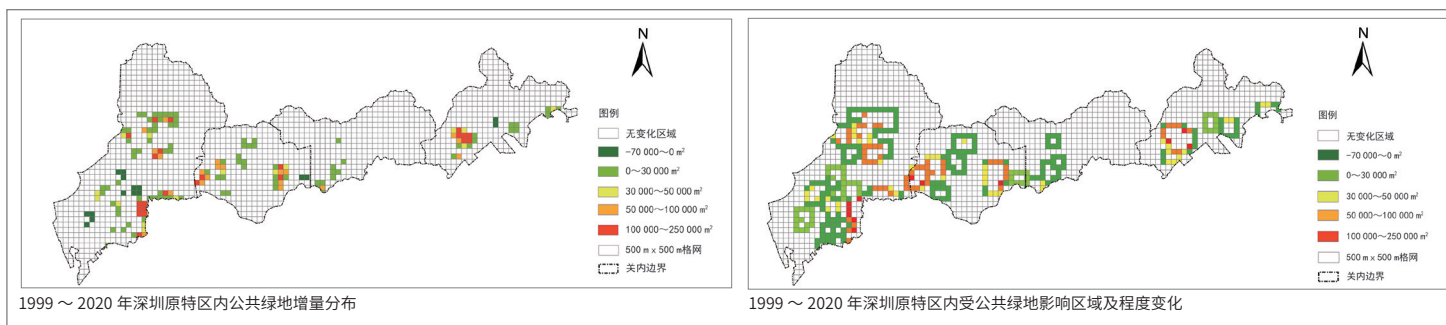 N
图例
无变化区域
-70 000～0 ㎡
0～30 000 ㎡
30 000～50 000 ㎡
50 000～100 000 ㎡
100 000～250 000 ㎡
500 m x 500 m格网
关内边界
1999 ～ 2020 年深圳原特区内公共绿地增量分布
N
图例
无变化区域
-70 000～0 ㎡
0～30 000 ㎡
30 000～50 000 ㎡
50 000～100 000 ㎡
100 000～250 000 ㎡
500 m x 500 m格网
关内边界
1999 ～ 2020 年深圳原特区内受公共绿地影响区域及程度变化